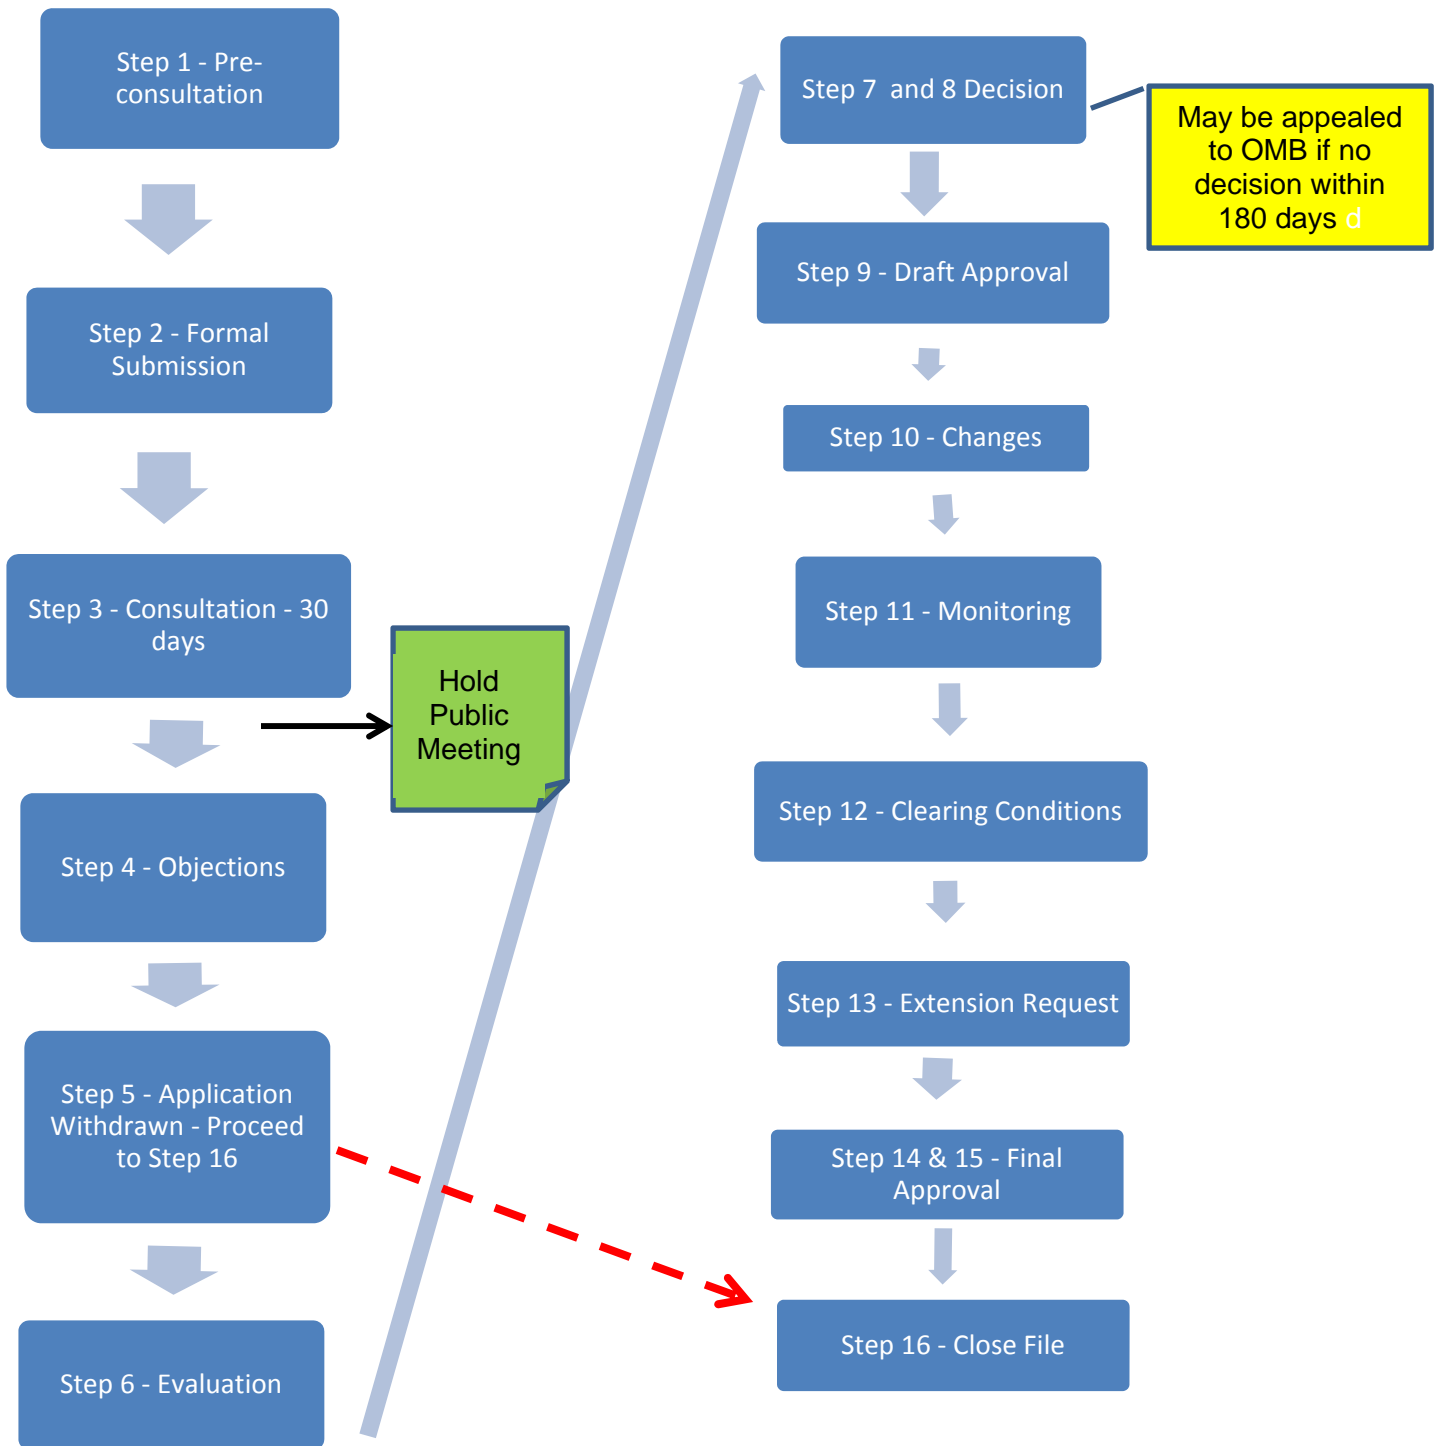 Step 1 - Pre-
consultation
Step 2 - Formal
Submission
Step 3 - Consultation - 30
days
Hold
Public
Meeting
Step 4 - Objections
Step 5 - Application
Withdrawn - Proceed
to Step 16
Step 6 - Evaluation
Step 7 and 8 Decision
May be appealed
to OMB if no
decision within
180 days d
Step 9 - Draft Approval
Step 10 - Changes
Step 11 - Monitoring
Step 12 - Clearing Conditions
Step 13 - Extension Request
Step 14 & 15 - Final
Approval
Step 16 - Close File